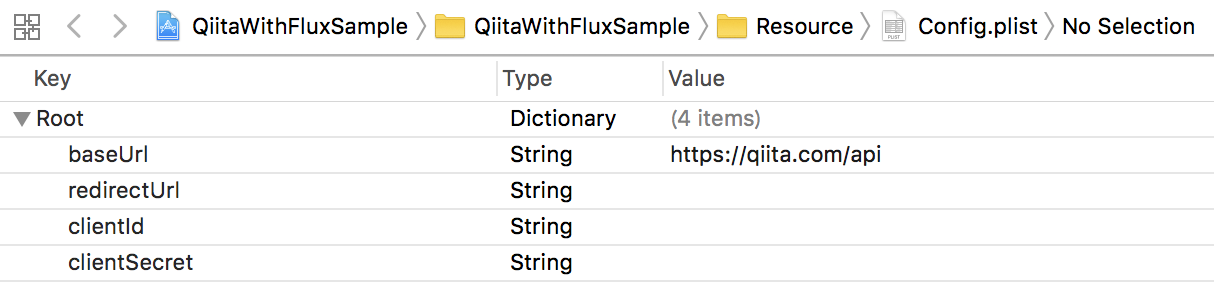 QiitaWithFluxSample QiitaWithFluxSample Resource Config.plist No Selection
Key Type Value
Root Dictionary (4 items)
baseUrl String https://qiita.com/api
redirectUrl String
clientId String
clientSecret String